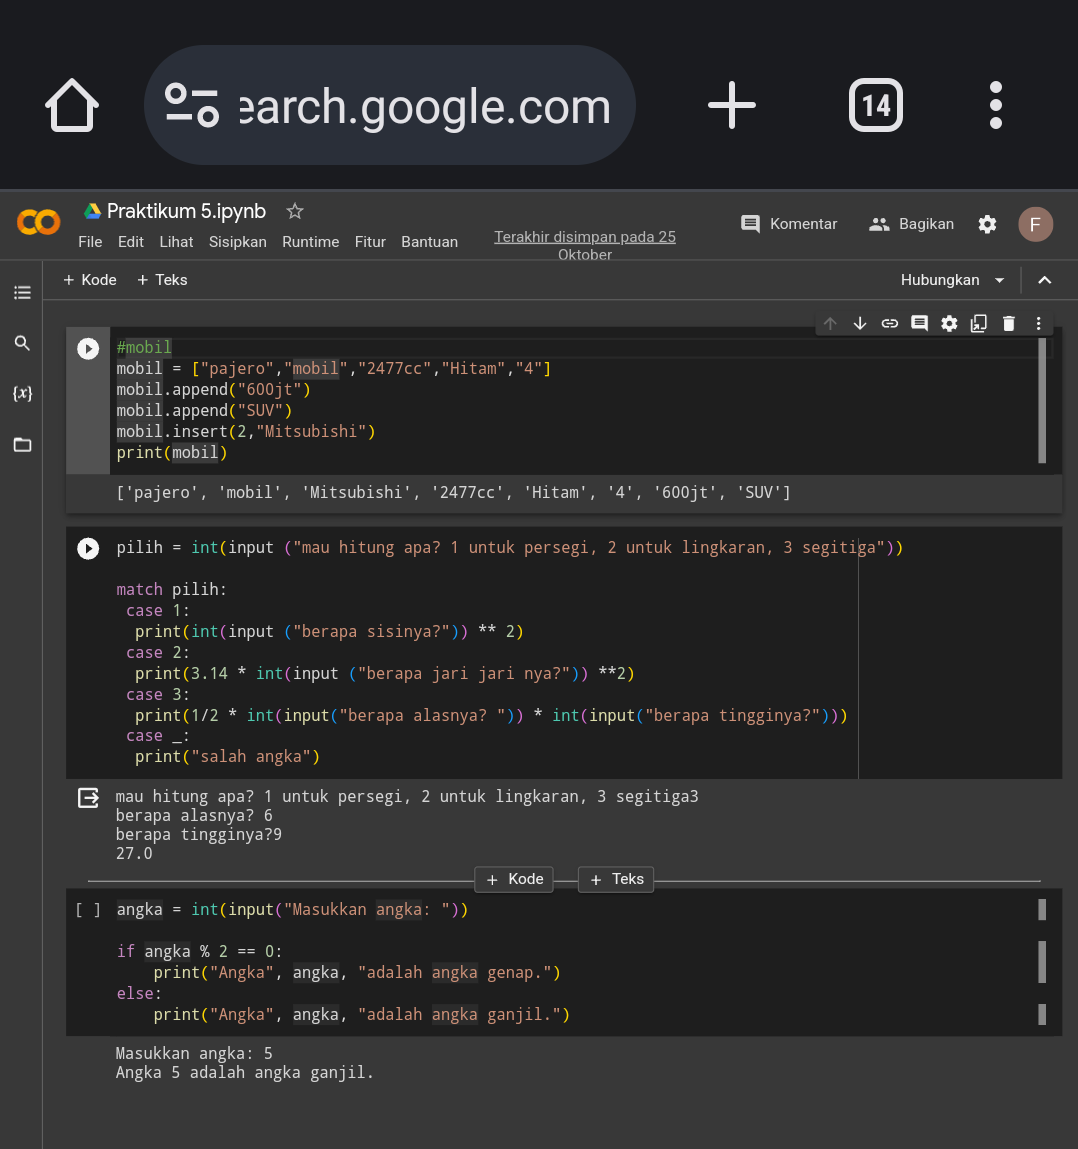 earch.google.com
14
Praktikum 5.ipynb
File Edit Lihat Sisipkan Runtime Fitur Bantuan
Terakhir disimpan pada 25
Oktober
Komentar
Bagikan
F
+ Kode + Teks
Hubungkan
{x}
#mobil
mobil = ["pajero","mobil","2477cc","Hitam","4"]
mobil.append("600jt")
mobil.append("SUV")
mobil.insert(2,"Mitsubishi")
print(mobil)
['pajero', 'mobil', 'Mitsubishi', '2477cc', 'Hitam', '4', '600jt', 'SUV']
pilih = int(input ("mau hitung apa? 1 untuk persegi, 2 untuk lingkaran, 3 segitiga"))
match pilih:
 case 1:
  print(int(input ("berapa sisinya?")) ** 2)
 case 2:
  print(3.14 * int(input ("berapa jari jari nya?")) **2)
 case 3:
  print(1/2 * int(input("berapa alasnya? ")) * int(input("berapa tingginya?")))
 case _:
  print("salah angka")
mau hitung apa? 1 untuk persegi, 2 untuk lingkaran, 3 segitiga3
berapa alasnya? 6
berapa tingginya?9
27.0
+ Kode + Teks
[ ] angka = int(input("Masukkan angka: "))
if angka % 2 == 0:
    print("Angka", angka, "adalah angka genap.")
else:
    print("Angka", angka, "adalah angka ganjil.")
Masukkan angka: 5
Angka 5 adalah angka ganjil.